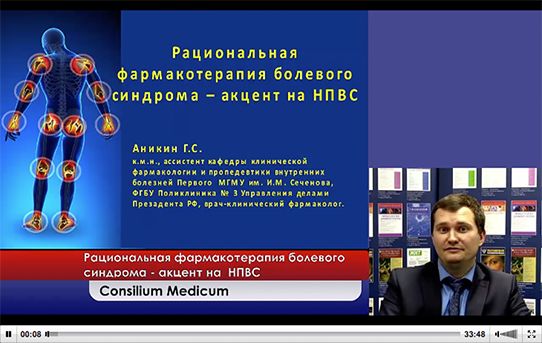 Рациональная
фармакотерапия болевого
синдрома – акцент на НПВС
Аникин Г.С.
к.м.н., ассистент кафедры клинической
фармакологии и пропедевтики внутренних
болезней Первого МГМУ им. И.М. Сеченова,
ФГБУ Поликлиника № 3 Управления делами
Президента РФ, врач-клинический фармаколог.
Рациональная фармакотерапия болевого
синдрома - акцент на НПВС
Consilium Medicum
00:08
33:48